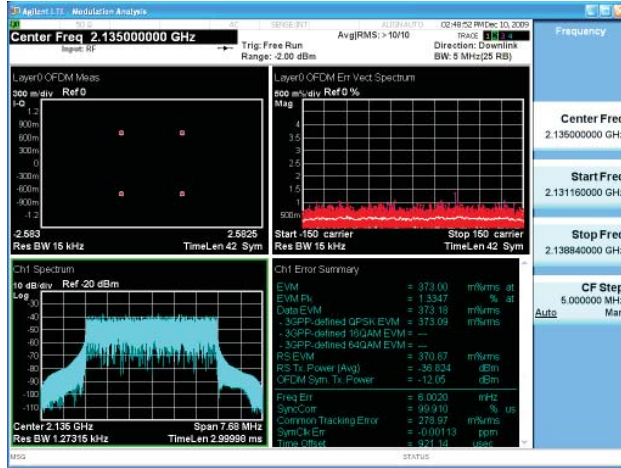 Agilent LTE - Modulation Analysis
50 Ω AC SENSE:INT ALIGN AUTO 02:48:52 PM Dec 10, 2009
Center Freq 2.135000000 GHz
Input: RF
Trig: Free Run
Range: -2.00 dBm
Avg|RMS: >10/10
TRACE 1 2 3 4
Direction: Downlink
BW: 5 MHz(25 RB)
Layer0 OFDM Meas
300 m/div Ref 0
I-Q
1.2
900m
600m
300m
0
-300m
-600m
-900m
-1.2
-2.583 2.5825
Res BW 15 kHz TimeLen 42 Sym
Layer0 OFDM Err Vect Spectrum
500 m%/div Ref 0 %
Mag
4
3.5
3
2.5
2
1.5
500m
Start -150 carrier Stop 150 carrier
Res BW 15 kHz TimeLen 42 Sym
Ch1 Spectrum
10 dB/div Ref -20 dBm
Log
-30
-40
-50
-60
-70
-80
-90
-100
-110
Center 2.135 GHz Span 7.68 MHz
Res BW 1.27315 kHz TimeLen 2.99998 ms
Ch1 Error Summary
EVM = 373.00 m%rms at
EVM Pk = 1.3347 % at
Data EVM = 373.18 m%rms
- 3GPP-defined QPSK EVM = 373.09 m%rms
- 3GPP-defined 16QAM EVM = ---
- 3GPP-defined 64QAM EVM = ---
RS EVM = 370.87 m%rms
RS Tx. Power (Avg) = -36.824 dBm
OFDM Sym. Tx. Power = -12.05 dBm
Freq Err = 6.0020 mHz
SyncCorr = 99.910 % us
Common Tracking Error = 278.97 m%rms
SymClkErr = -0.00113 ppm
Time Offset = 921.14 usec
Frequency
Center Freq
2.135000000 GHz
Start Freq
2.131160000 GHz
Stop Freq
2.138840000 GHz
CF Step
5.000000 MHz
Auto Man
MSG STATUS